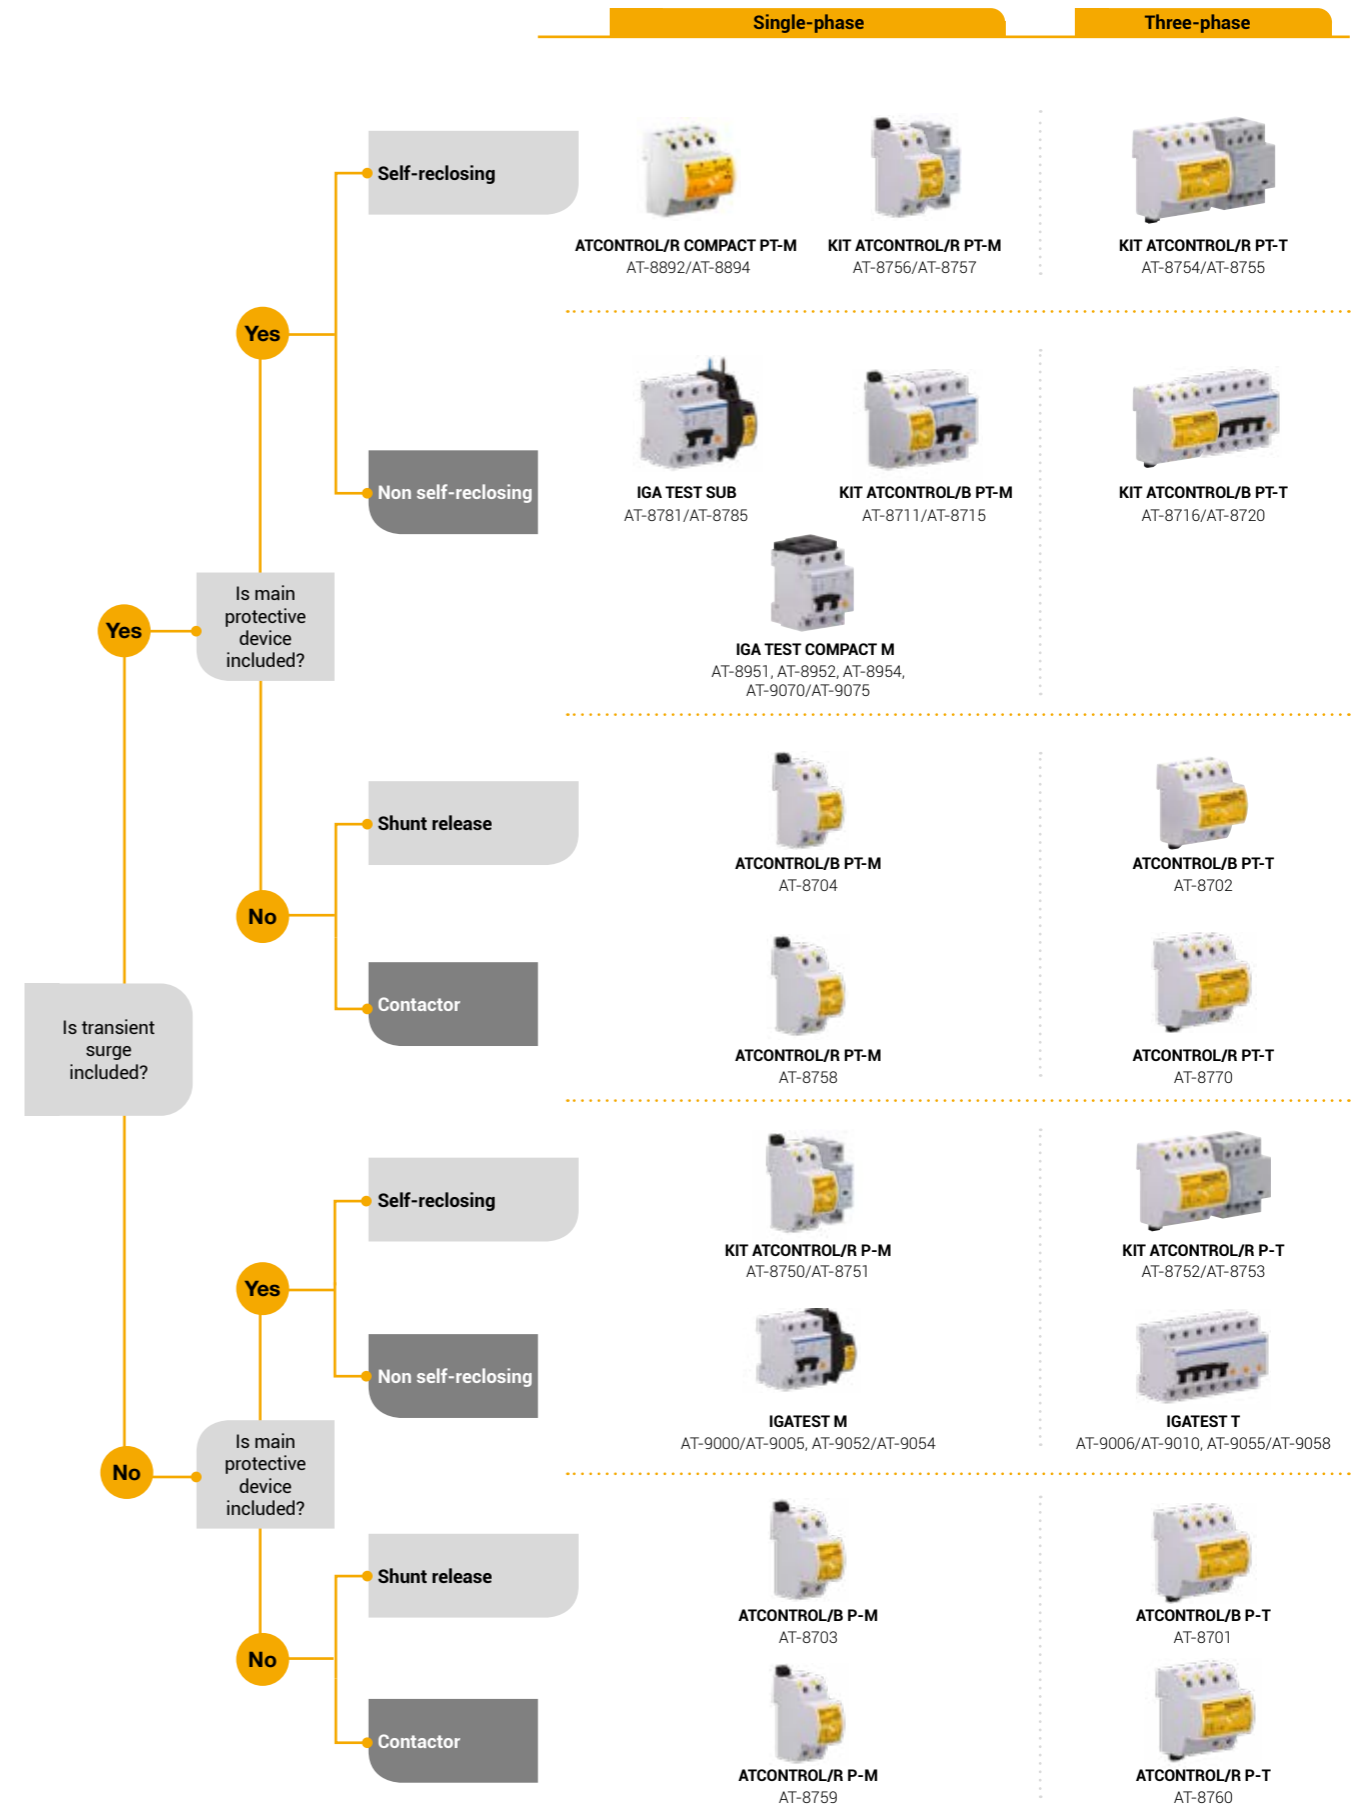 Single-phase
Three-phase
Self-reclosing
ATCONTROL/R COMPACT PT-M
AT-8892/AT-8894
KIT ATCONTROL/R PT-M
AT-8756/AT-8757
KIT ATCONTROL/R PT-T
AT-8754/AT-8755
Yes
Non self-reclosing
IGA TEST SUB
AT-8781/AT-8785
KIT ATCONTROL/B PT-M
AT-8711/AT-8715
KIT ATCONTROL/B PT-T
AT-8716/AT-8720
IGA TEST COMPACT M
AT-8951, AT-8952, AT-8954,
AT-9070/AT-9075
Yes
Is main
protective
device
included?
Shunt release
ATCONTROL/B PT-M
AT-8704
ATCONTROL/B PT-T
AT-8702
No
Contactor
ATCONTROL/R PT-M
AT-8758
ATCONTROL/R PT-T
AT-8770
Is transient
surge
included?
Self-reclosing
KIT ATCONTROL/R P-M
AT-8750/AT-8751
KIT ATCONTROL/R P-T
AT-8752/AT-8753
Yes
Non self-reclosing
IGATEST M
AT-9000/AT-9005, AT-9052/AT-9054
IGATEST T
AT-9006/AT-9010, AT-9055/AT-9058
No
Is main
protective
device
included?
Shunt release
ATCONTROL/B P-M
AT-8703
ATCONTROL/B P-T
AT-8701
No
Contactor
ATCONTROL/R P-M
AT-8759
ATCONTROL/R P-T
AT-8760